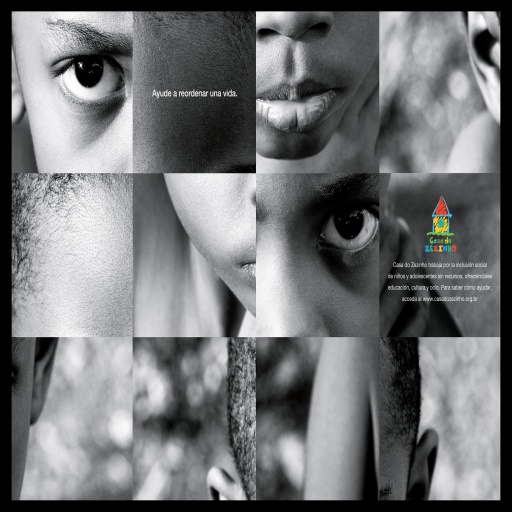 Ayude a reordenar una vida.
Casa do
ZEZINHO
Casa do Zezinho trabaja por la inclusión social
de niños y adolescentes sin recursos, ofreciéndoles
educación, cultura y ocio. Para saber cómo ayudar,
acceda al www.casadozezinho.org.br